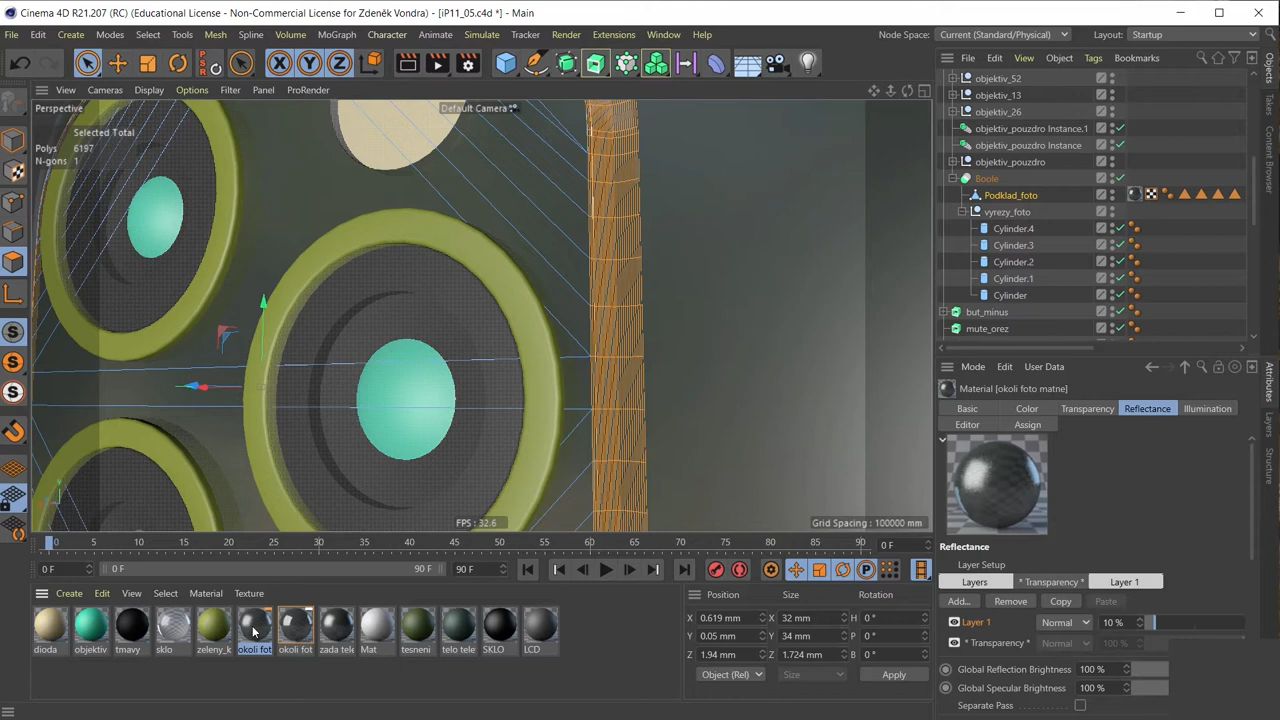 Cinema 4D R21.207 (RC) (Educational License - Non-Commercial License for Zdeněk Vondra) - [iP11_05.c4d *] - Main
File Edit Create Modes Select Tools Mesh Spline Volume MoGraph Character Animate Simulate Tracker Render Extensions Window Help Node Space: Current (Standard/Physical) Layout: Startup
X Y Z PSR 0
File Edit View Object Tags Bookmarks
View Cameras Display Options Filter Panel ProRender
Perspective Default Camera
Selected Total
Polys 6197
N-gons 1
objektiv_52
objektiv_13
objektiv_26
objektiv_pouzdro Instance.1
objektiv_pouzdro Instance
objektiv_pouzdro
Boole
Podklad_foto
vyrezy_foto
Cylinder.4
Cylinder.3
Cylinder.2
Cylinder.1
Cylinder
but_minus
mute_orez
Objects
Content Browser
Mode Edit User Data
Material [okoli foto matne]
Basic Color Transparency Reflectance Illumination
Editor Assign
Attributes
Layers
Structure
FPS : 32.6 Grid Spacing : 100000 mm
0 5 10 15 20 25 30 35 40 45 50 55 60 65 70 75 80 85 90 0 F
0 F 0 F 90 F 90 F
Reflectance
Layer Setup
Layers * Transparency * Layer 1
Add... Remove Copy Paste
Layer 1 Normal 10 %
* Transparency * Normal 100 %
Global Reflection Brightness 100 %
Global Specular Brightness 100 %
Separate Pass
Create Edit View Select Material Texture
dioda objektiv tmavy sklo zeleny_k okoli fot okoli fot zada tele Mat tesneni telo tele SKLO LCD
Position Size Rotation
X 0.619 mm X 32 mm H 0 °
Y 0.05 mm Y 34 mm P 0 °
Z 1.94 mm Z 1.724 mm B 0 °
Object (Rel) Size Apply